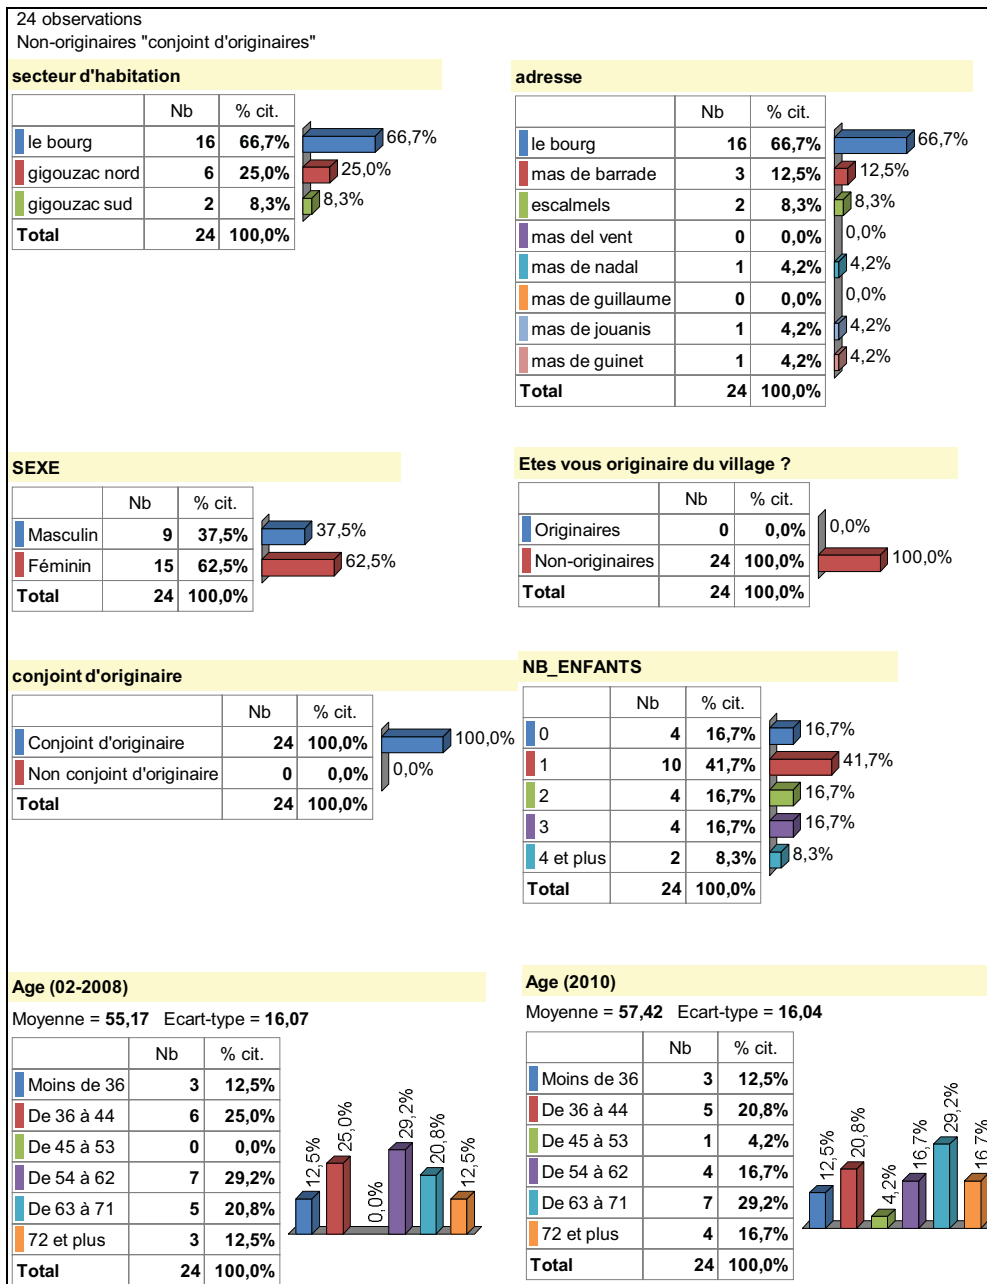 24 observations
Non-originaires "conjoint d'originaires"
secteur d'habitation
Nb % cit.
le bourg 16 66,7%
gigouzac nord 6 25,0%
gigouzac sud 2 8,3%
Total 24 100,0%
66,7%
25,0%
8,3%
adresse
Nb % cit.
le bourg 16 66,7%
mas de barrade 3 12,5%
escalmels 2 8,3%
mas del vent 0 0,0%
mas de nadal 1 4,2%
mas de guillaume 0 0,0%
mas de jouanis 1 4,2%
mas de guinet 1 4,2%
Total 24 100,0%
66,7%
12,5%
8,3%
0,0%
4,2%
0,0%
4,2%
4,2%
SEXE
Nb % cit.
Masculin 9 37,5%
Féminin 15 62,5%
Total 24 100,0%
37,5%
62,5%
Etes vous originaire du village ?
Nb % cit.
Originaires 0 0,0%
Non-originaires 24 100,0%
Total 24 100,0%
0,0%
100,0%
conjoint d'originaire
Nb % cit.
Conjoint d'originaire 24 100,0%
Non conjoint d'originaire 0 0,0%
Total 24 100,0%
100,0%
0,0%
NB_ENFANTS
Nb % cit.
0 4 16,7%
1 10 41,7%
2 4 16,7%
3 4 16,7%
4 et plus 2 8,3%
Total 24 100,0%
16,7%
41,7%
16,7%
16,7%
8,3%
Age (02-2008)
Moyenne = 55,17 Ecart-type = 16,07
Nb % cit.
Moins de 36 3 12,5%
De 36 à 44 6 25,0%
De 45 à 53 0 0,0%
De 54 à 62 7 29,2%
De 63 à 71 5 20,8%
72 et plus 3 12,5%
Total 24 100,0%
12,5%
25,0%
0,0%
29,2%
20,8%
12,5%
Age (2010)
Moyenne = 57,42 Ecart-type = 16,04
Nb % cit.
Moins de 36 3 12,5%
De 36 à 44 5 20,8%
De 45 à 53 1 4,2%
De 54 à 62 4 16,7%
De 63 à 71 7 29,2%
72 et plus 4 16,7%
Total 24 100,0%
12,5%
20,8%
4,2%
16,7%
29,2%
16,7%